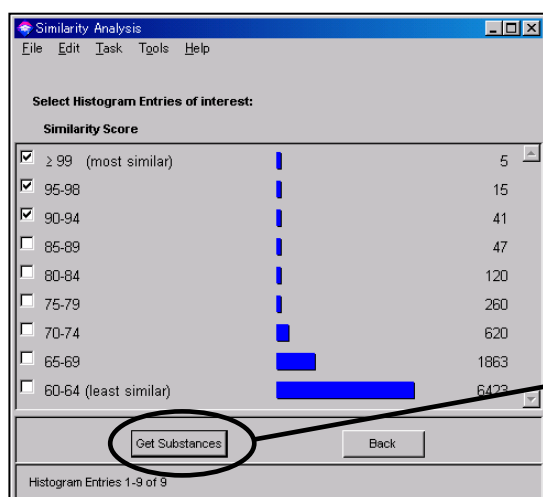 Similarity Analysis
File Edit Task Tools Help
Select Histogram Entries of interest:
Similarity Score
≥ 99 (most similar) 5
95-98 15
90-94 41
85-89 47
80-84 120
75-79 260
70-74 620
65-69 1863
60-64 (least similar) 6423
Get Substances Back
Histogram Entries 1-9 of 9